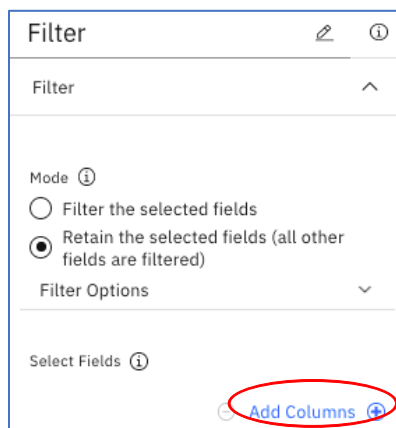 Filter
Filter
Mode
Filter the selected fields
Retain the selected fields (all other
fields are filtered)
Filter Options
Select Fields
Add Columns